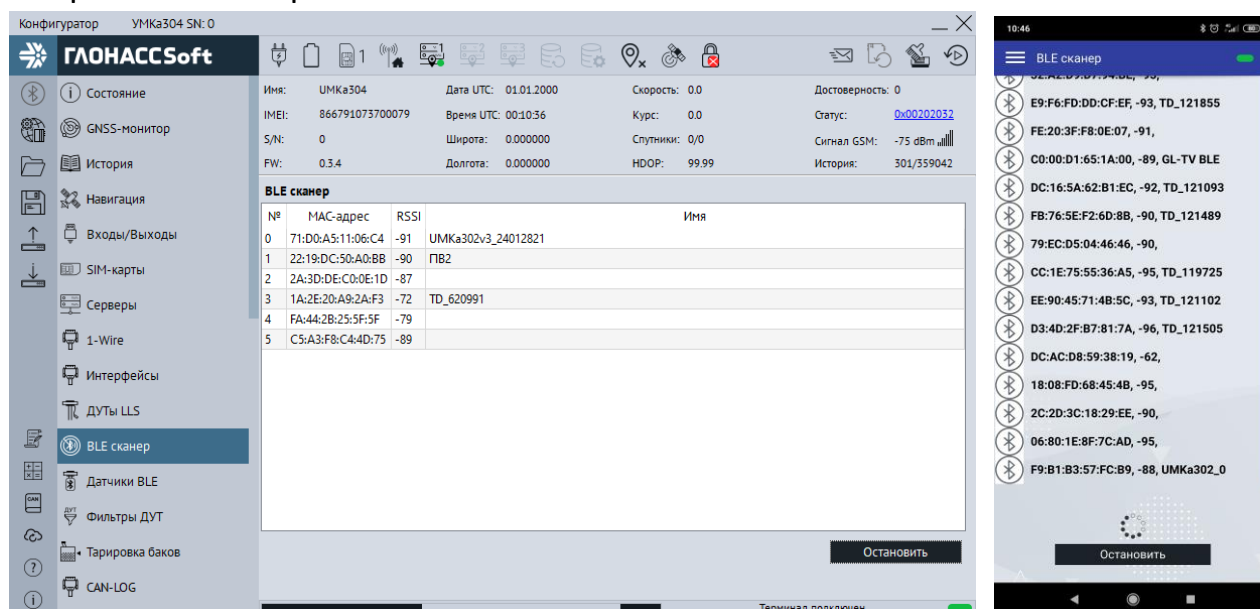 Конфигуратор УМКа304 SN: 0
ГЛОНАССSoft
1
Состояние
GNSS-монитор
История
Навигация
Входы/Выходы
SIM-карты
Серверы
1-Wire
Интерфейсы
ДУТы LLS
BLE сканер
Датчики BLE
Фильтры ДУТ
Тарировка баков
CAN-LOG
Имя: УМКа304 Дата UTC: 01.01.2000 Скорость: 0.0 Достоверность: 0
IMEI: 866791073700079 Время UTC: 00:10:36 Курс: 0.0 Статус: 0x00202032
S/N: 0 Широта: 0.000000 Спутники: 0/0 Сигнал GSM: -75 dBm
FW: 0.3.4 Долгота: 0.000000 HDOP: 99.99 История: 301/359042
BLE сканер
№ MAC-адрес RSSI Имя
0 71:D0:A5:11:06:C4 -91 UMKa302v3_24012821
1 22:19:DC:50:A0:BB -90 ПВ2
2 2A:3D:DE:C0:0E:1D -87
3 1A:2E:20:A9:2A:F3 -72 TD_620991
4 FA:44:2B:25:5F:5F -79
5 C5:A3:F8:C4:4D:75 -89
Остановить
Терминал подключен
10:46
BLE сканер
E9:F6:FD:DD:CF:EF, -93, TD_121855
FE:20:3F:F8:0E:07, -91,
C0:00:D1:65:1A:00, -89, GL-TV BLE
DC:16:5A:62:B1:EC, -92, TD_121093
FB:76:5E:F2:6D:8B, -90, TD_121489
79:EC:D5:04:46:46, -90,
CC:1E:75:55:36:A5, -95, TD_119725
EE:90:45:71:4B:5C, -93, TD_121102
D3:4D:2F:B7:81:7A, -96, TD_121505
DC:AC:D8:59:38:19, -62,
18:08:FD:68:45:4B, -95,
2C:2D:3C:18:29:EE, -90,
06:80:1E:8F:7C:AD, -95,
F9:B1:B3:57:FC:B9, -88, UMKa302_0
Остановить